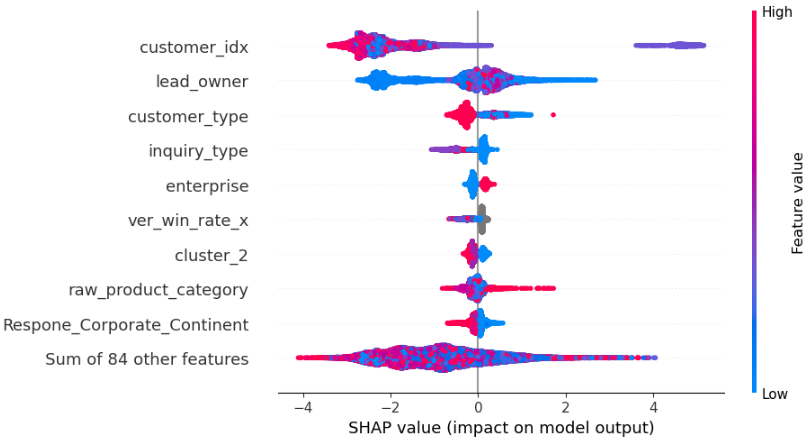 High
customer_idx
lead_owner
customer_type
inquiry_type
enterprise
ver_win_rate_x
cluster_2
raw_product_category
Respone_Corporate_Continent
Sum of 84 other features
Feature value
Low
−4 −2 0 2 4
SHAP value (impact on model output)